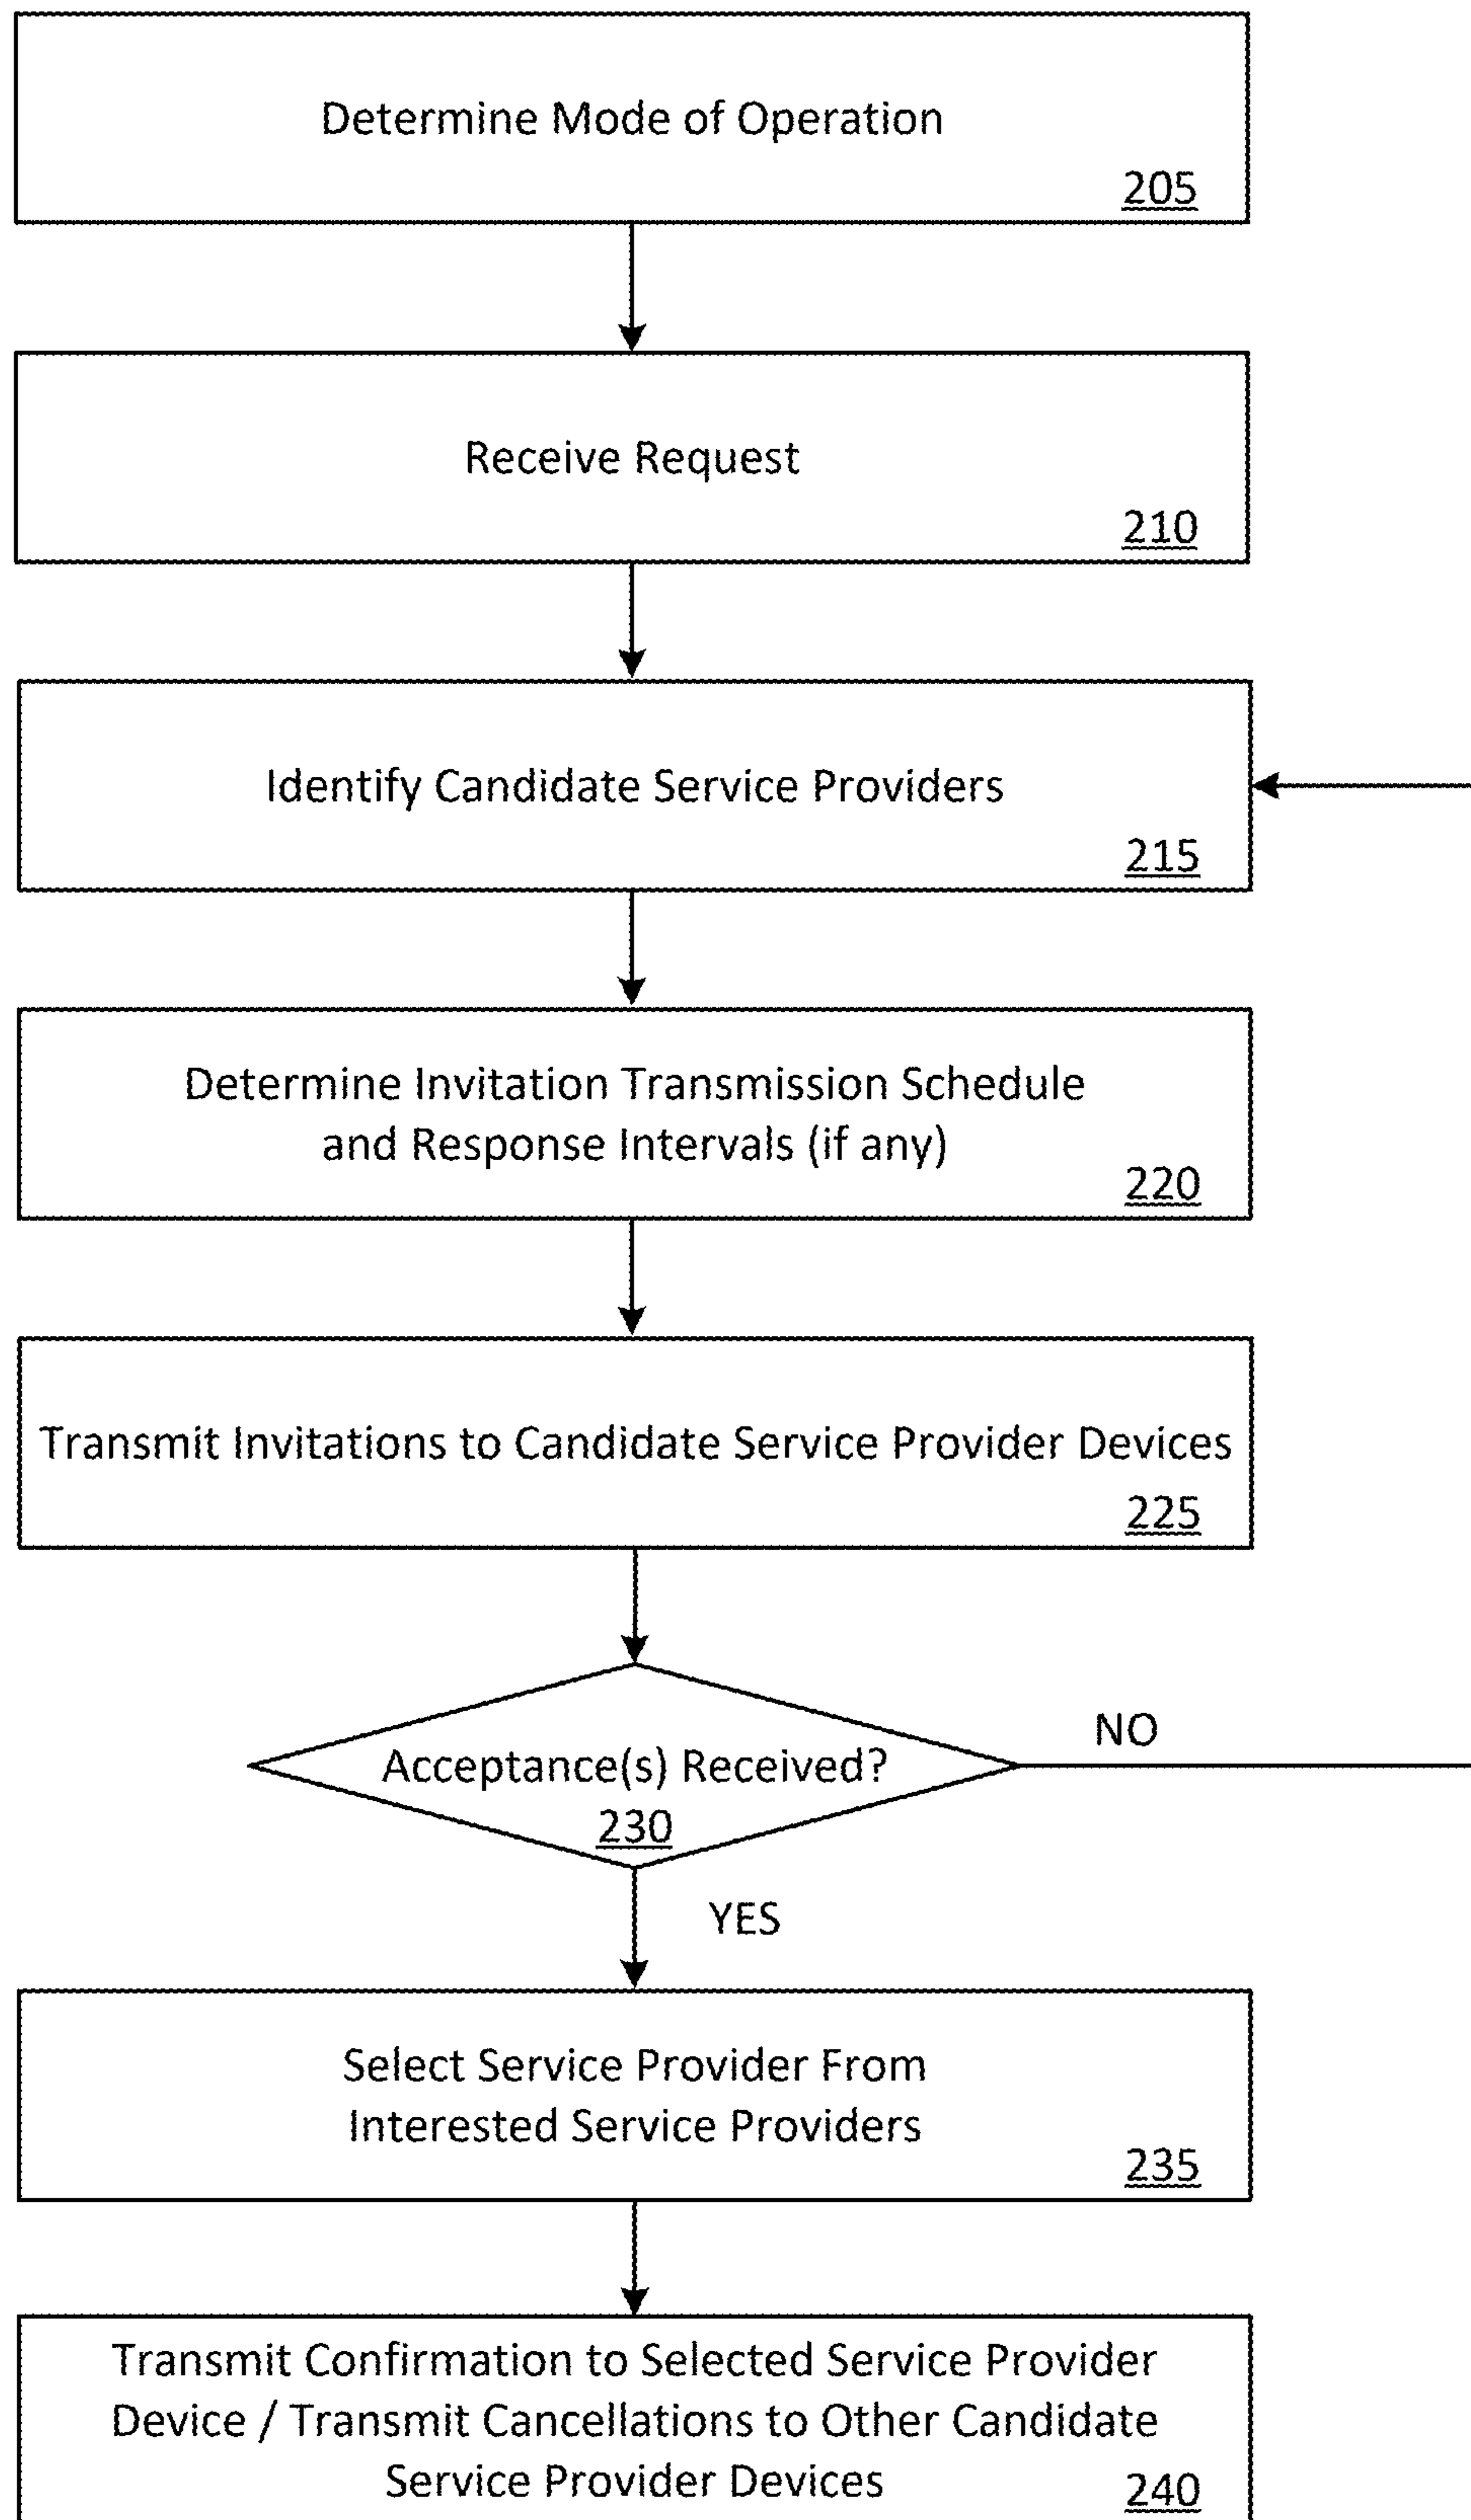 Determine Mode of Operation
205
Receive Request
210
Identify Candidate Service Providers
215
Determine Invitation Transmission Schedule
and Response Intervals (if any)
220
Transmit Invitations to Candidate Service Provider Devices
225
Acceptance(s) Received?
230
NO
YES
Select Service Provider From
Interested Service Providers
235
Transmit Confirmation to Selected Service Provider
Device / Transmit Cancellations to Other Candidate
Service Provider Devices
240